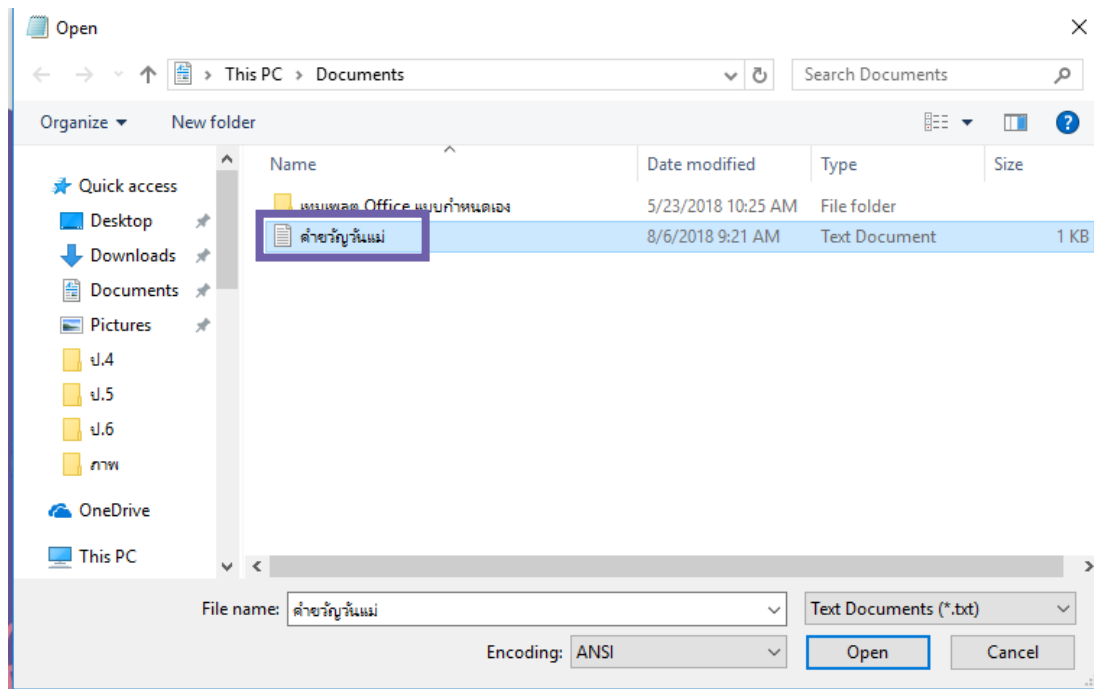 Open
This PC > Documents
Search Documents
Organize
New folder
Name
Date modified
Type
Size
Quick access
Desktop
Downloads
Documents
Pictures
ป.4
ป.5
ป.6
ภาพ
OneDrive
This PC
เทมเพลต Office แบบกำหนดเอง 5/23/2018 10:25 AM File folder
คำขวัญวันแม่ 8/6/2018 9:21 AM Text Document 1 KB
File name: คำขวัญวันแม่
Text Documents (*.txt)
Encoding: ANSI
Open
Cancel